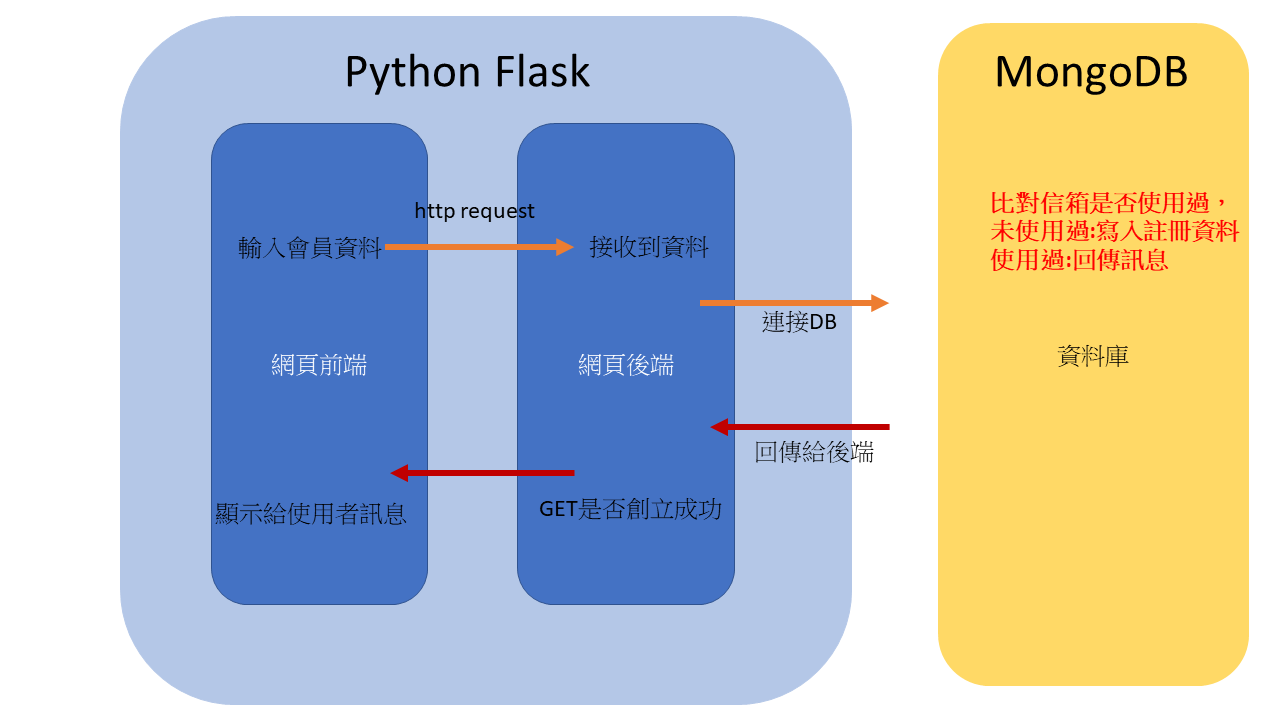 Python Flask
MongoDB
http request
輸入會員資料
接收到資料
比對信箱是否使用過，
未使用過:寫入註冊資料
使用過:回傳訊息
連接DB
網頁前端
網頁後端
資料庫
回傳給後端
顯示給使用者訊息
GET是否創立成功